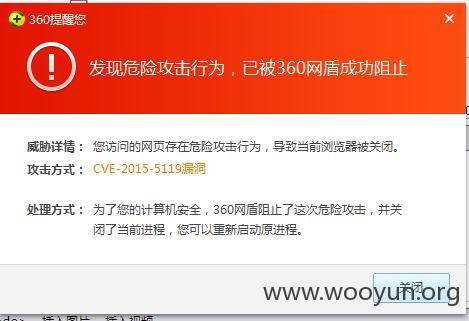 360提醒您
发现危险攻击行为，已被360网盾成功阻止
威胁详情： 您访问的网页存在危险攻击行为，导致当前浏览器被关闭。
攻击方式： CVE-2015-5119漏洞
处理方式： 为了您的计算机安全，360网盾阻止了这次危险攻击，并关
闭了当前进程，您可以重新启动原进程。
关闭
www.wooyun.org
插入图片 插入视频